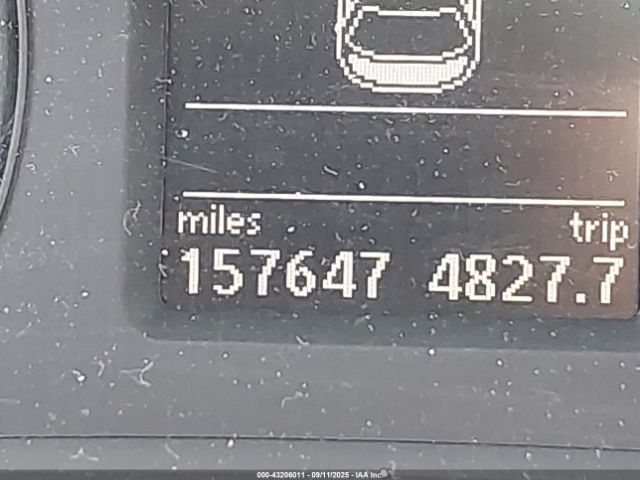 miles trip
157647 4827.7
000-43206011 - 09/11/2025 - IAA Inc.